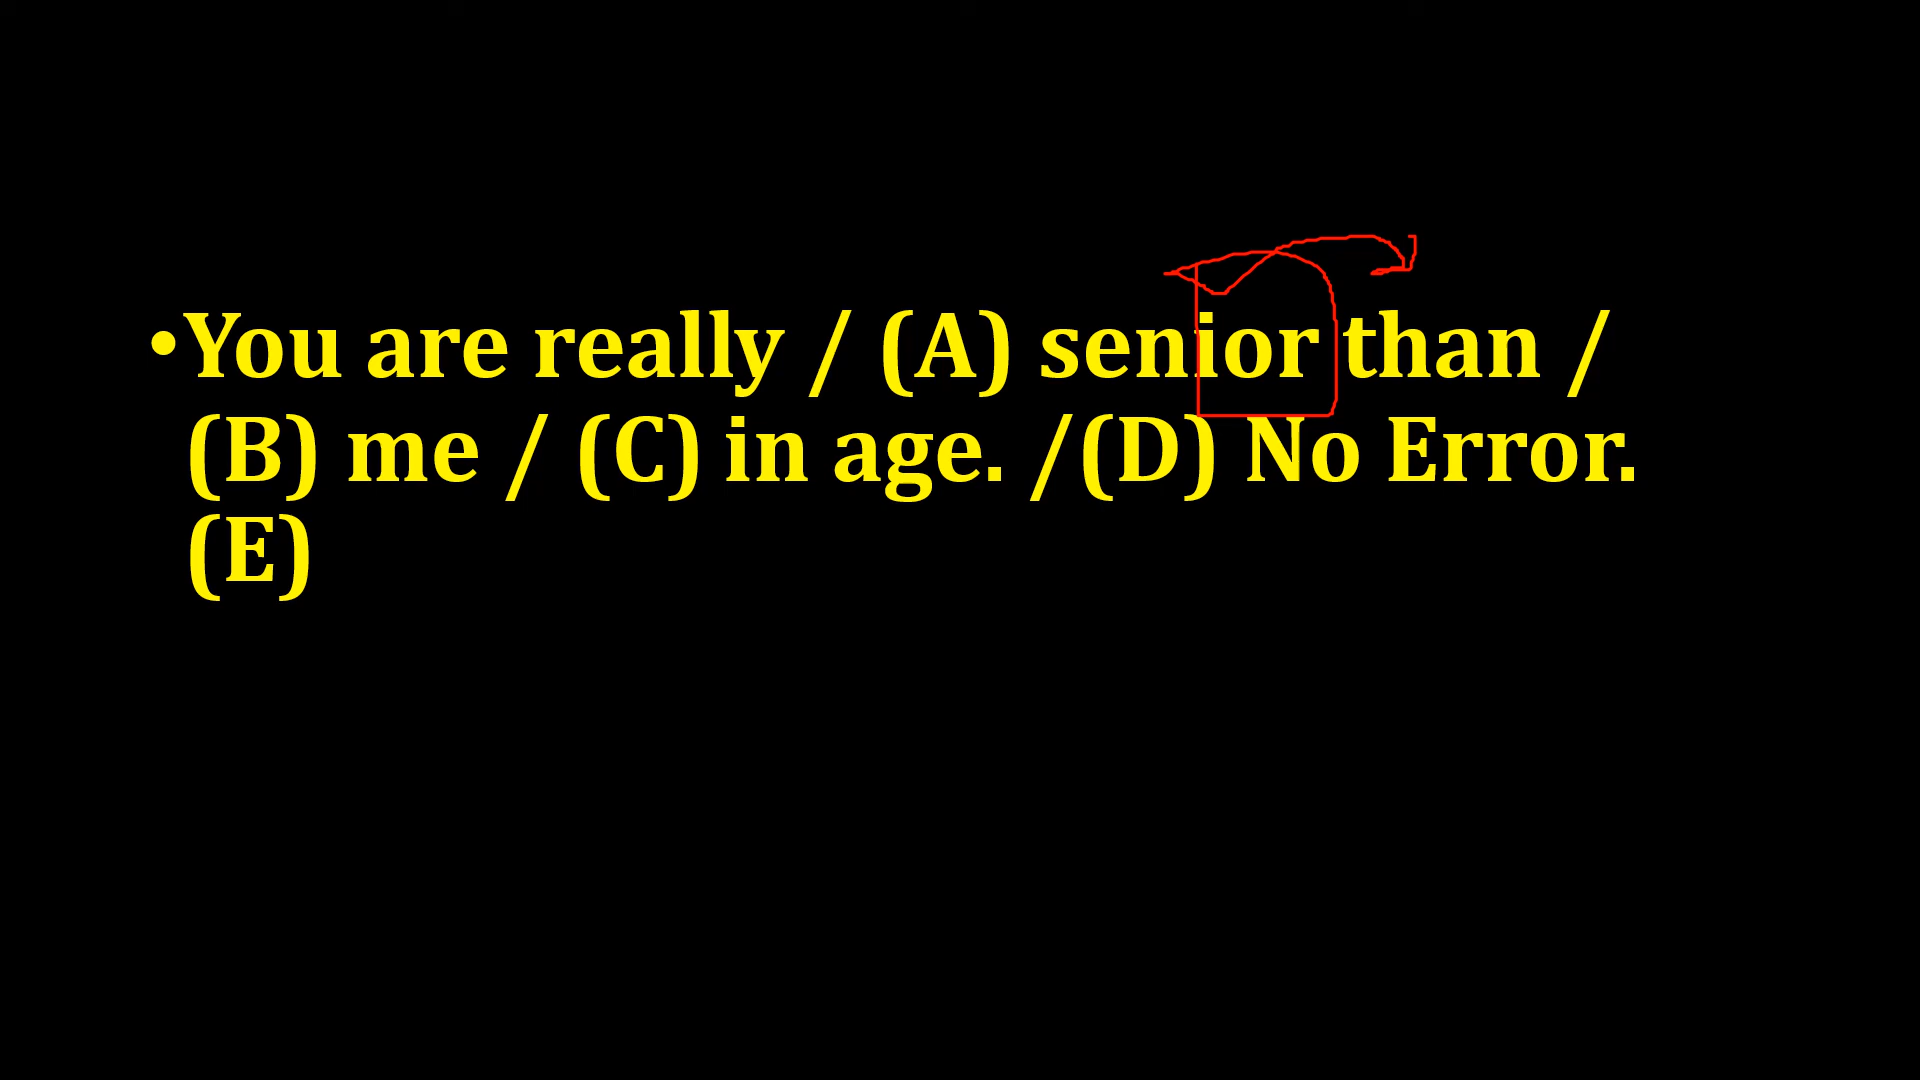 •You are really / (A) senior than /
(B) me / (C) in age. /(D) No Error.
(E)